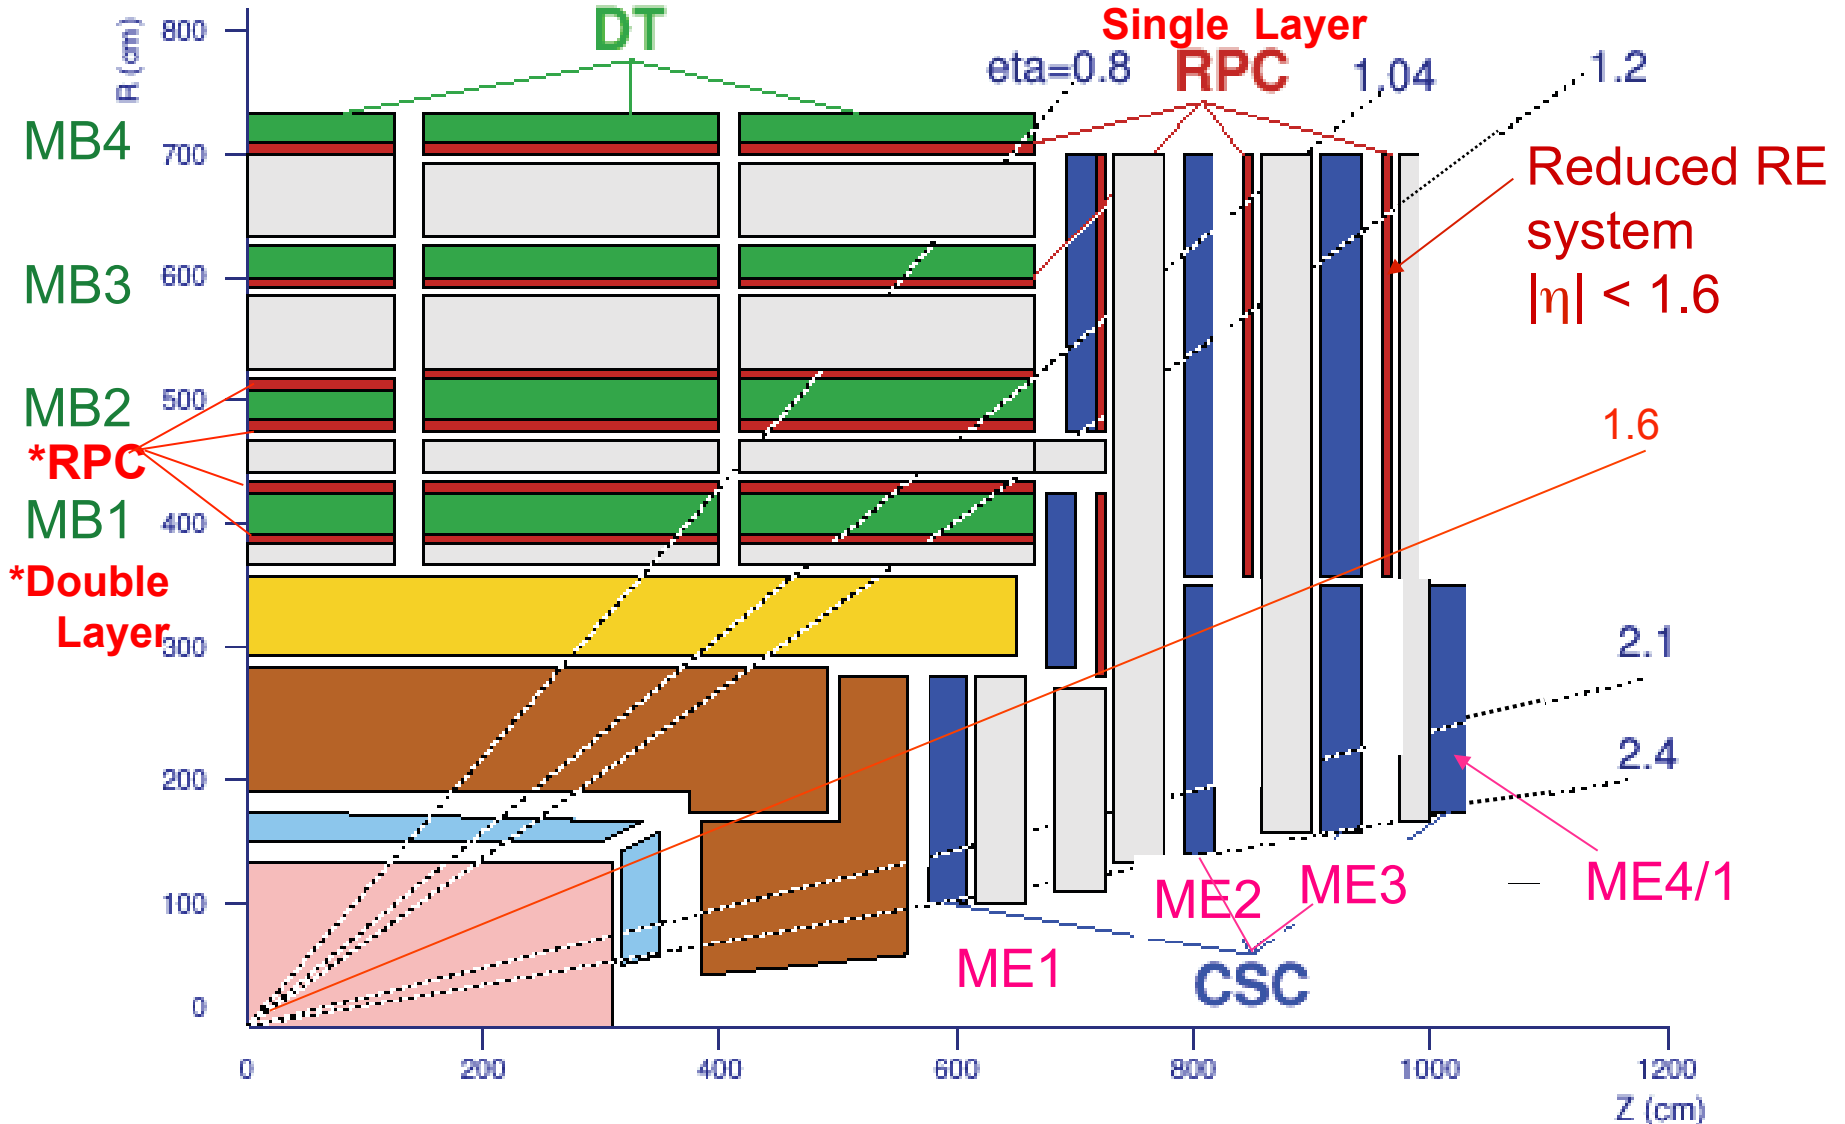 800
R (cm)
DT
Single Layer
RPC
eta=0.8
1.04
1.2
MB4
700
Reduced RE
system
|η| < 1.6
MB3
600
MB2
500
*RPC
1.6
MB1
400
*Double
Layer
300
2.1
2.4
200
100
ME2
ME3
ME4/1
ME1
CSC
0
0
200
400
600
800
1000
1200
Z (cm)